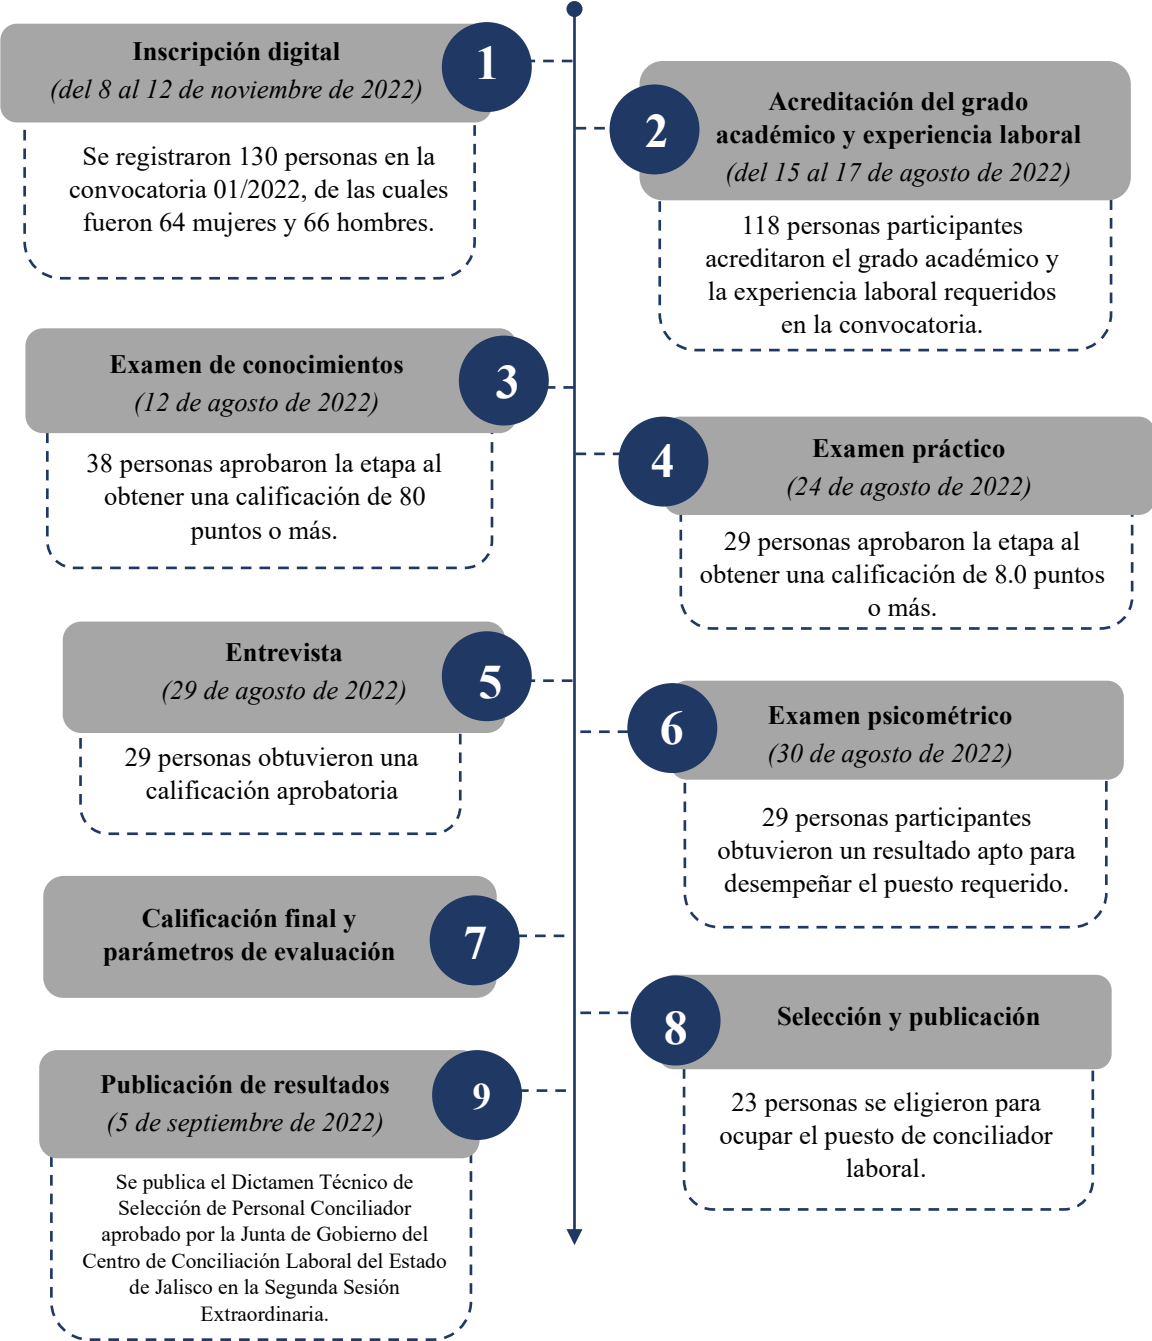 1
Inscripción digital
(del 8 al 12 de noviembre de 2022)
Se registraron 130 personas en la
convocatoria 01/2022, de las cuales
fueron 64 mujeres y 66 hombres.
2
Acreditación del grado
académico y experiencia laboral
(del 15 al 17 de agosto de 2022)
118 personas participantes
acreditaron el grado académico y
la experiencia laboral requeridos
en la convocatoria.
3
Examen de conocimientos
(12 de agosto de 2022)
38 personas aprobaron la etapa al
obtener una calificación de 80
puntos o más.
4
Examen práctico
(24 de agosto de 2022)
29 personas aprobaron la etapa al
obtener una calificación de 8.0 puntos
o más.
5
Entrevista
(29 de agosto de 2022)
29 personas obtuvieron una
calificación aprobatoria
6
Examen psicométrico
(30 de agosto de 2022)
29 personas participantes
obtuvieron un resultado apto para
desempeñar el puesto requerido.
7
Calificación final y
parámetros de evaluación
8
Selección y publicación
23 personas se eligieron para
ocupar el puesto de conciliador
laboral.
9
Publicación de resultados
(5 de septiembre de 2022)
Se publica el Dictamen Técnico de
Selección de Personal Conciliador
aprobado por la Junta de Gobierno del
Centro de Conciliación Laboral del Estado
de Jalisco en la Segunda Sesión
Extraordinaria.